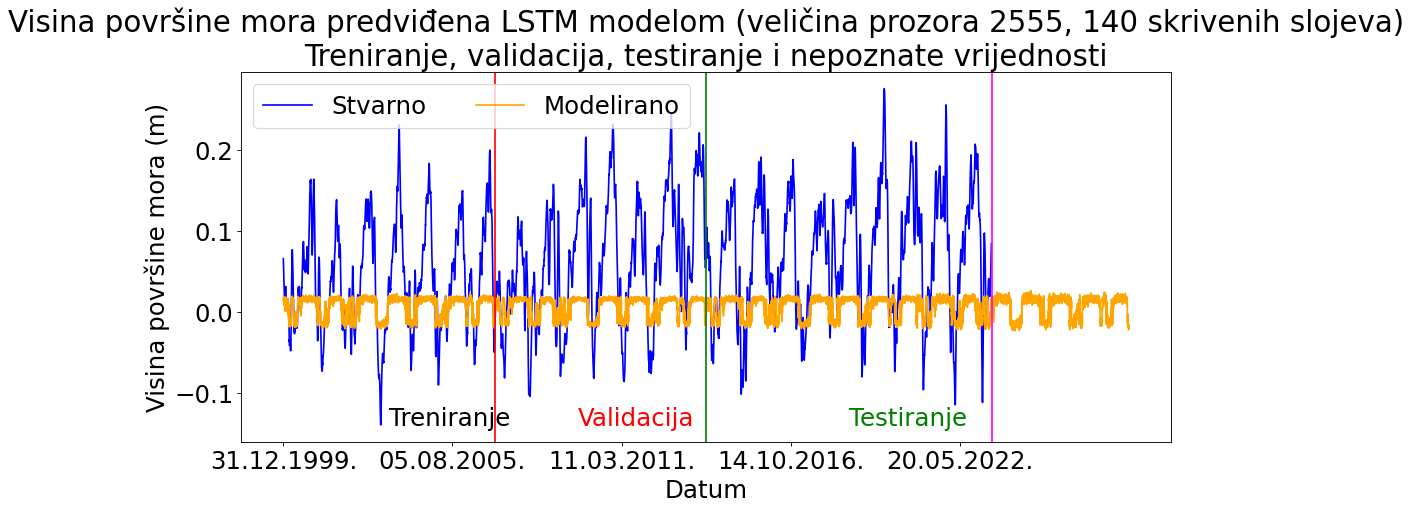 Visina površine mora predviđena LSTM modelom (veličina prozora 2555, 140 skrivenih slojeva)
Treniranje, validacija, testiranje i nepoznate vrijednosti
Stvarno Modelirano
Visina površine mora (m)
0.2
0.1
0.0
−0.1
Treniranje Validacija Testiranje
31.12.1999. 05.08.2005. 11.03.2011. 14.10.2016. 20.05.2022.
Datum